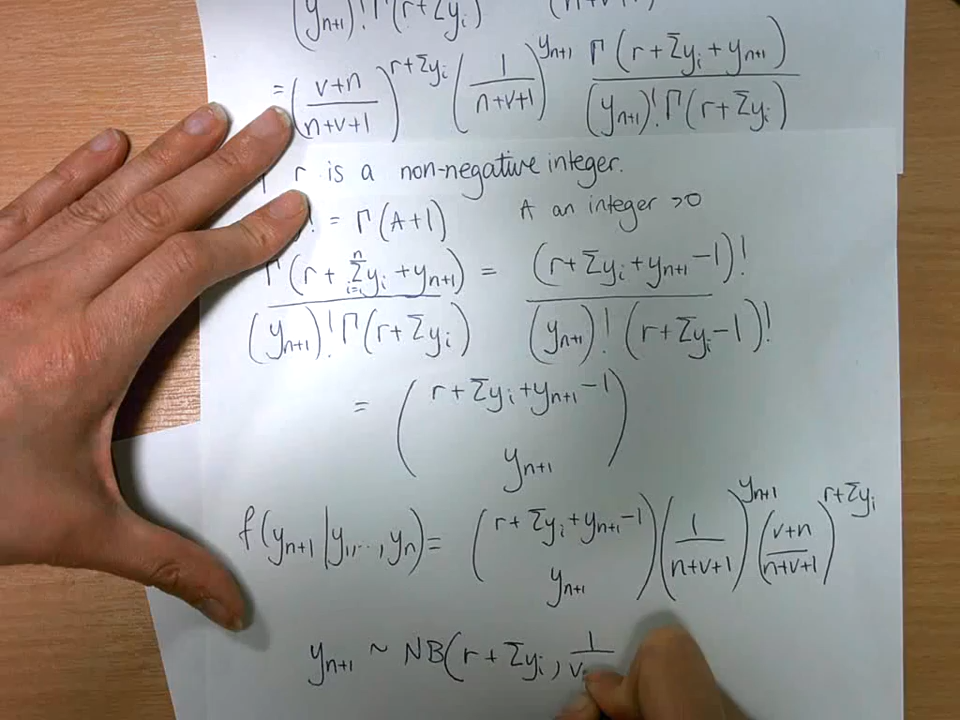 (y_{n+1})! Γ(r+Σy_i)
= (v+n / n+v+1)^{r+Σy_i} (1 / n+v+1)^{y_{n+1}} Γ(r+Σy_i+y_{n+1}) / (y_{n+1})! Γ(r+Σy_i)
r is a non-negative integer.
! = Γ(A+1) A an integer >0
Γ(r+Σ_{i=1}^{n} y_i+y_{n+1}) / (y_{n+1})! Γ(r+Σy_i) = (r+Σy_i+y_{n+1}-1)! / (y_{n+1})! (r+Σy_i-1)!
= (r+Σy_i+y_{n+1}-1 y_{n+1})
f(y_{n+1}|y_1,...,y_n) = (r+Σy_i+y_{n+1}-1 y_{n+1}) (1 / n+v+1)^{y_{n+1}} (v+n / n+v+1)^{r+Σy_i}
y_{n+1} ~ NB(r+Σy_i, 1 / v